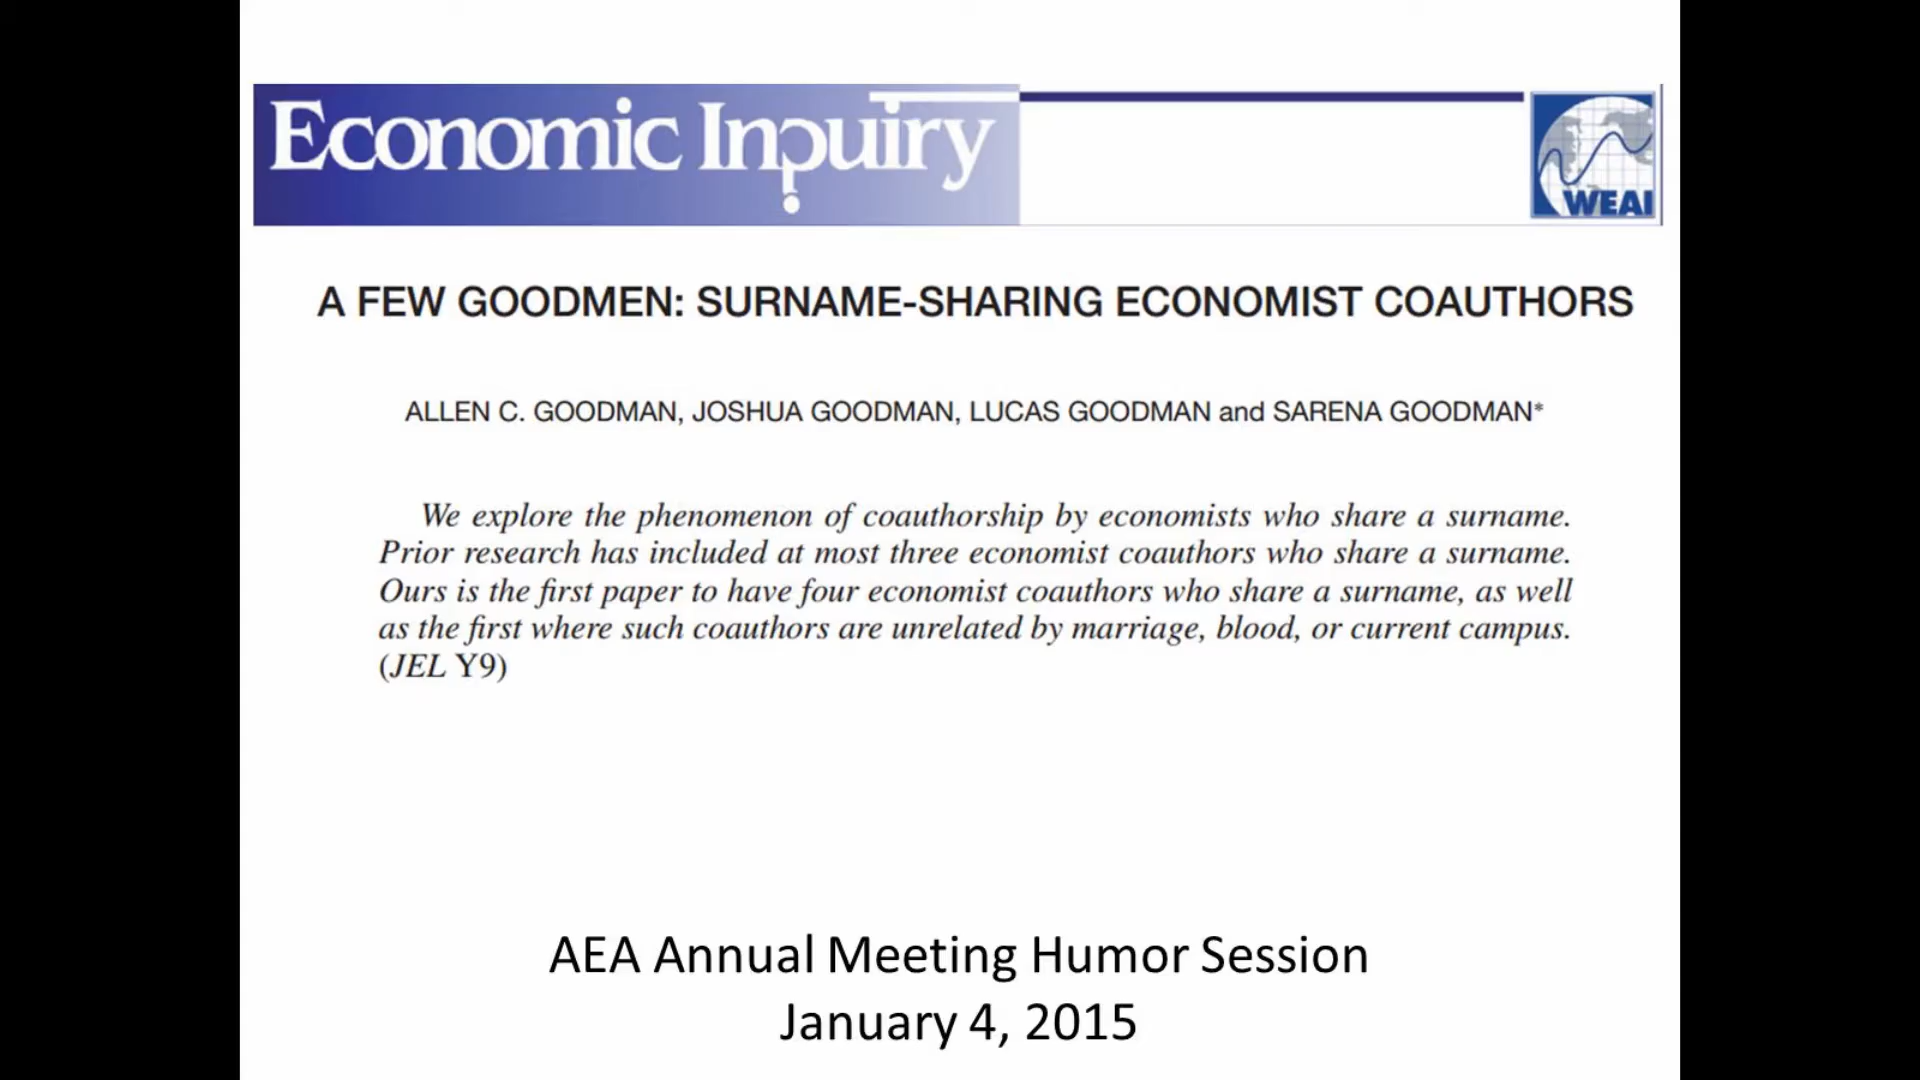 Economic Inquiry
WEAI
A FEW GOODMEN: SURNAME-SHARING ECONOMIST COAUTHORS
ALLEN C. GOODMAN, JOSHUA GOODMAN, LUCAS GOODMAN and SARENA GOODMAN*
We explore the phenomenon of coauthorship by economists who share a surname.
Prior research has included at most three economist coauthors who share a surname.
Ours is the first paper to have four economist coauthors who share a surname, as well
as the first where such coauthors are unrelated by marriage, blood, or current campus.
(JEL Y9)
AEA Annual Meeting Humor Session
January 4, 2015